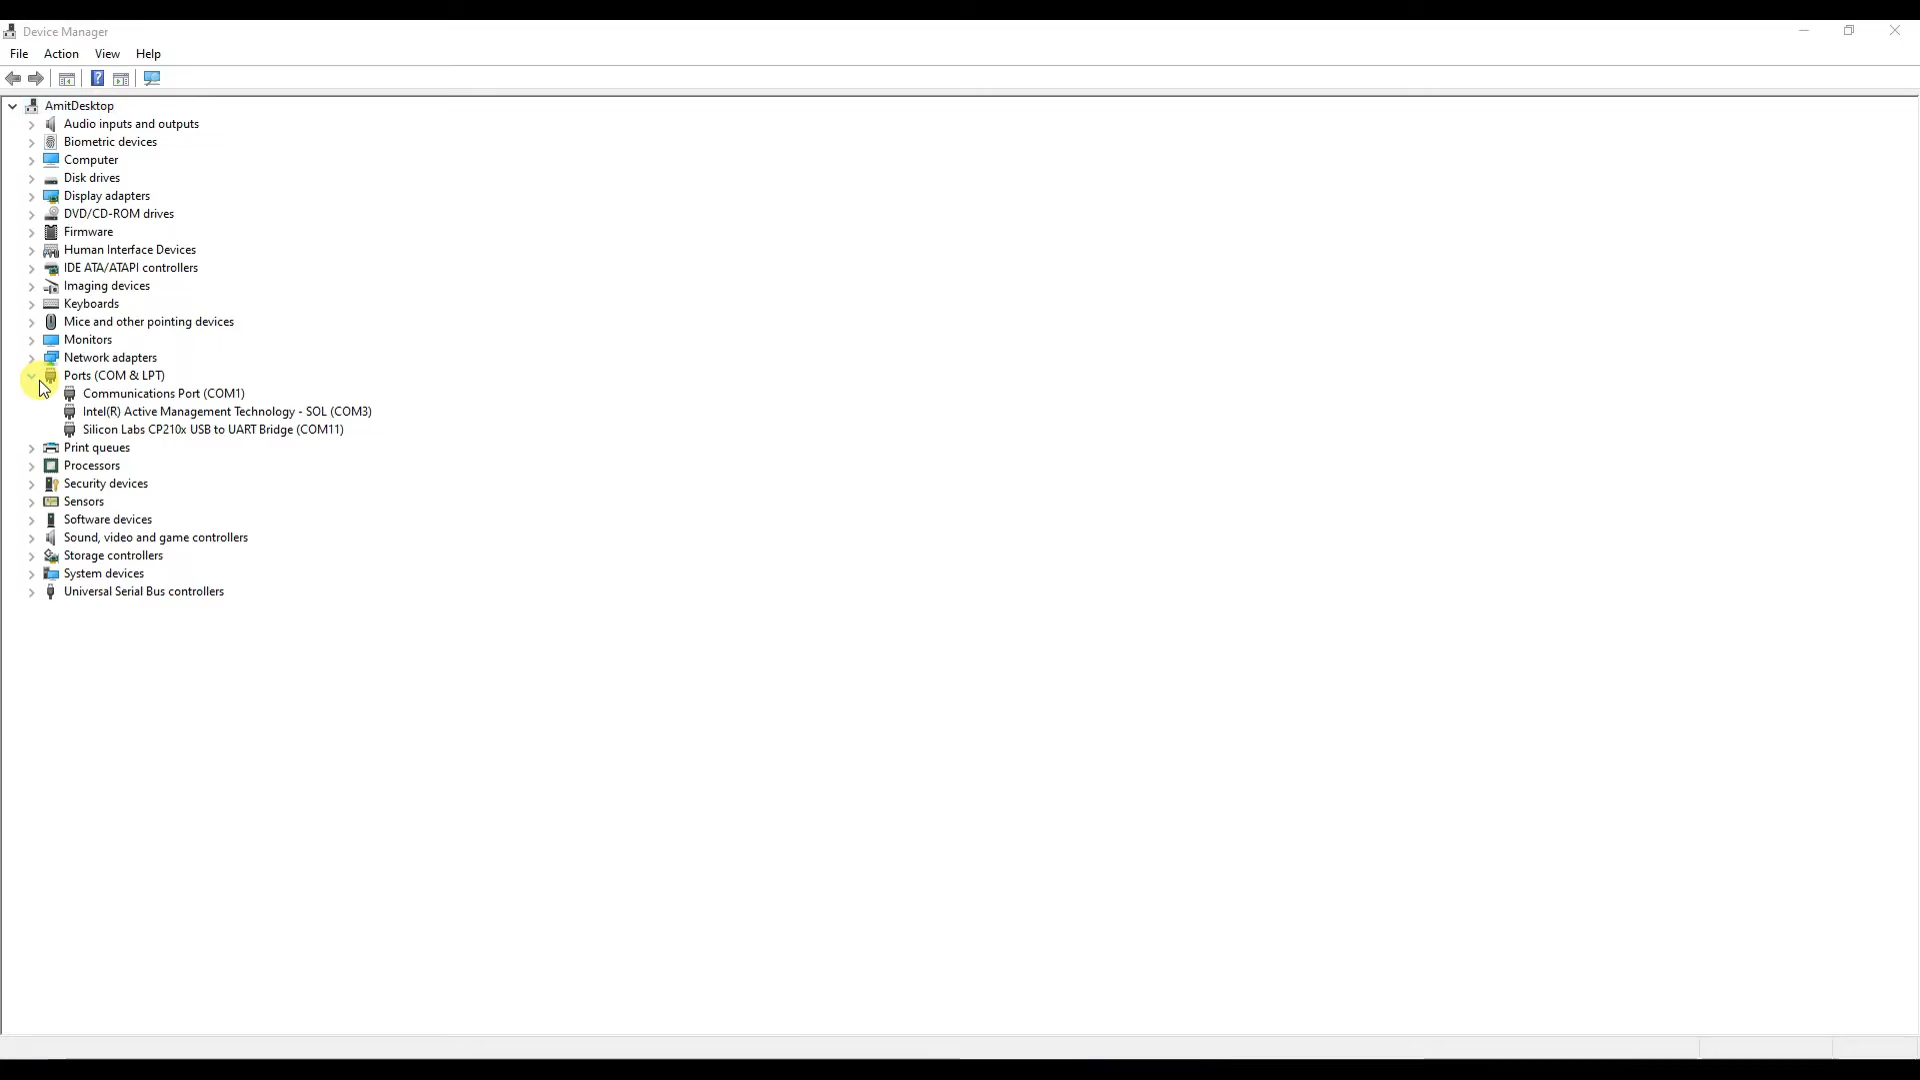 Device Manager
File Action View Help
AmitDesktop
Audio inputs and outputs
Biometric devices
Computer
Disk drives
Display adapters
DVD/CD-ROM drives
Firmware
Human Interface Devices
IDE ATA/ATAPI controllers
Imaging devices
Keyboards
Mice and other pointing devices
Monitors
Network adapters
Ports (COM & LPT)
Communications Port (COM1)
Intel(R) Active Management Technology - SOL (COM3)
Silicon Labs CP210x USB to UART Bridge (COM11)
Print queues
Processors
Security devices
Sensors
Software devices
Sound, video and game controllers
Storage controllers
System devices
Universal Serial Bus controllers